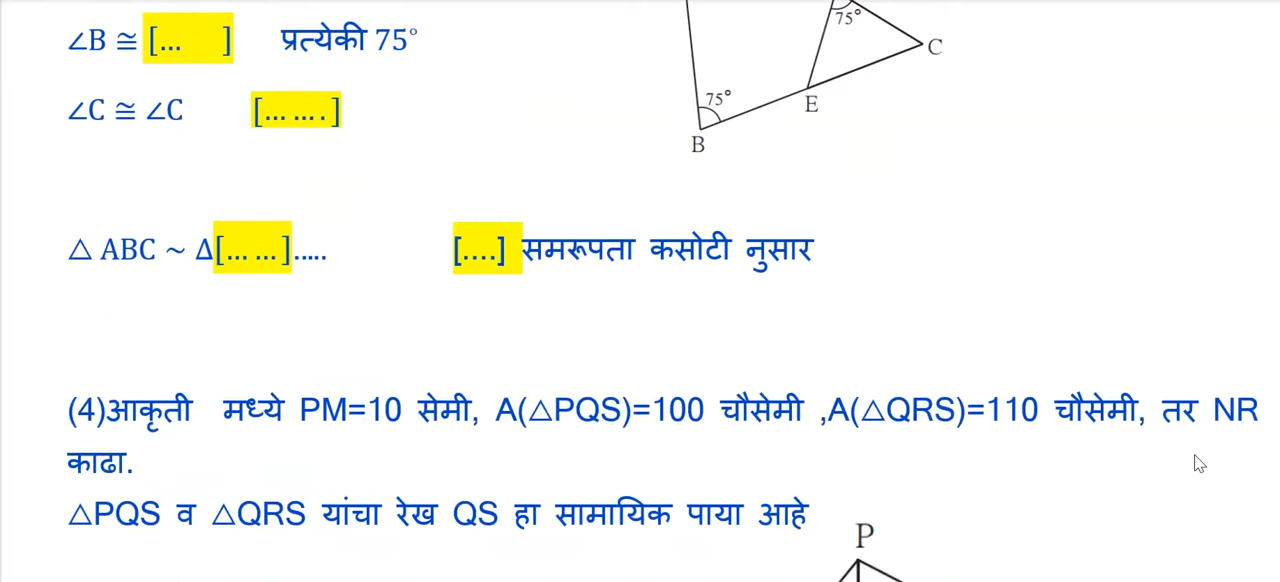 ∠B ≅ [... ] प्रत्येकी 75°
∠C ≅ ∠C [... ... .]
△ ABC ~ Δ[... ...]..... [....] समरूपता कसोटी नुसार
75°
C
75°
E
B
(4)आकृती मध्ये PM=10 सेमी, A(△PQS)=100 चौसेमी ,A(△QRS)=110 चौसेमी, तर NR
काढा.
△PQS व △QRS यांचा रेख QS हा सामायिक पाया आहे
P